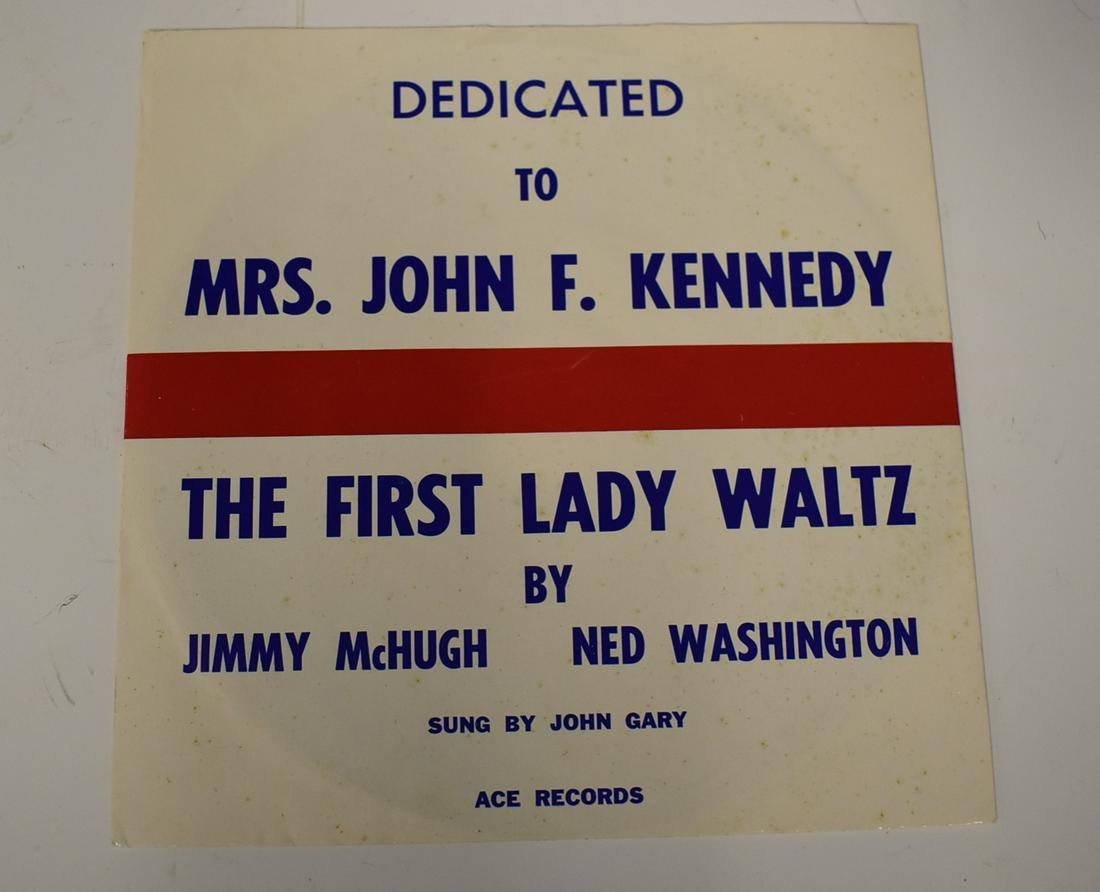 DEDICATED
TO
MRS. JOHN F. KENNEDY
THE FIRST LADY WALTZ
BY
JIMMY McHUGH NED WASHINGTON
SUNG BY JOHN GARY
ACE RECORDS